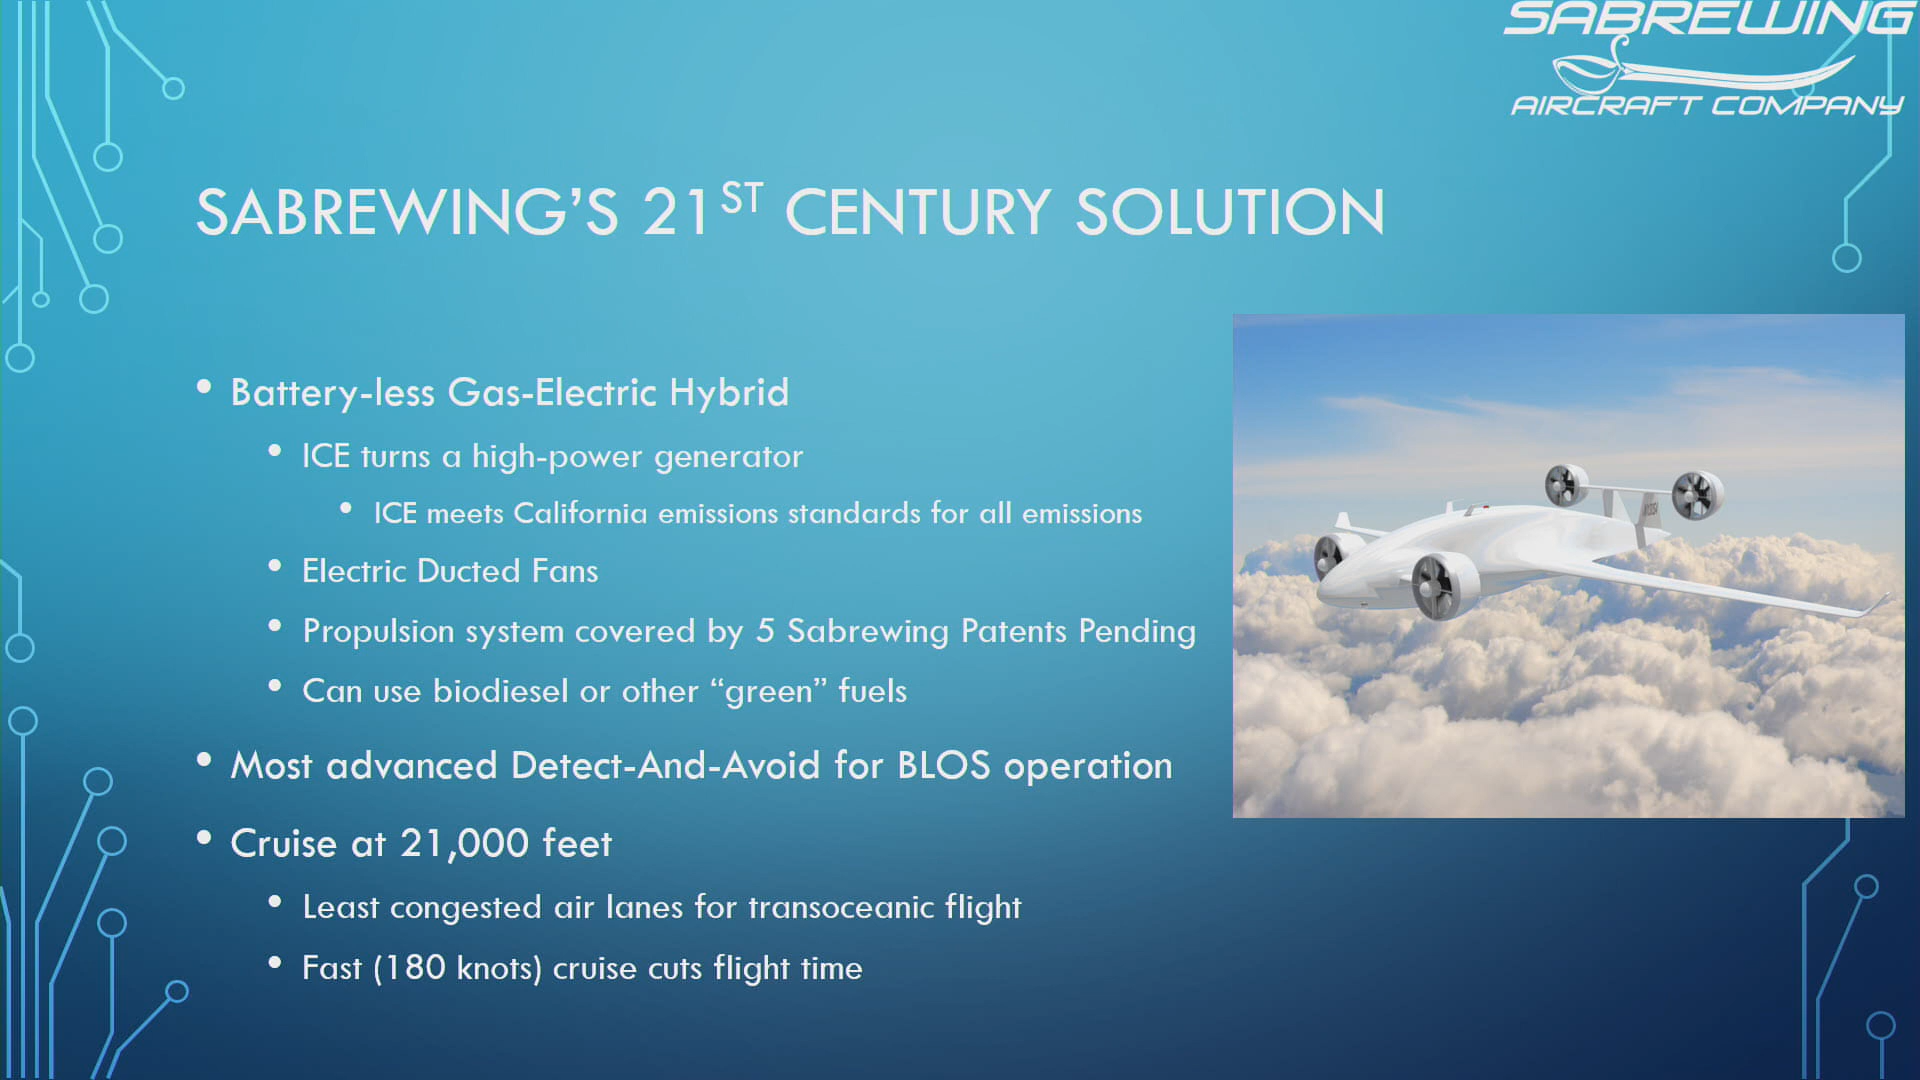 SABREWING
AIRCRAFT COMPANY
SABREWING’S 21ST CENTURY SOLUTION
• Battery-less Gas-Electric Hybrid
• ICE turns a high-power generator
• ICE meets California emissions standards for all emissions
• Electric Ducted Fans
• Propulsion system covered by 5 Sabrewing Patents Pending
• Can use biodiesel or other “green” fuels
• Most advanced Detect-And-Avoid for BLOS operation
• Cruise at 21,000 feet
• Least congested air lanes for transoceanic flight
• Fast (180 knots) cruise cuts flight time